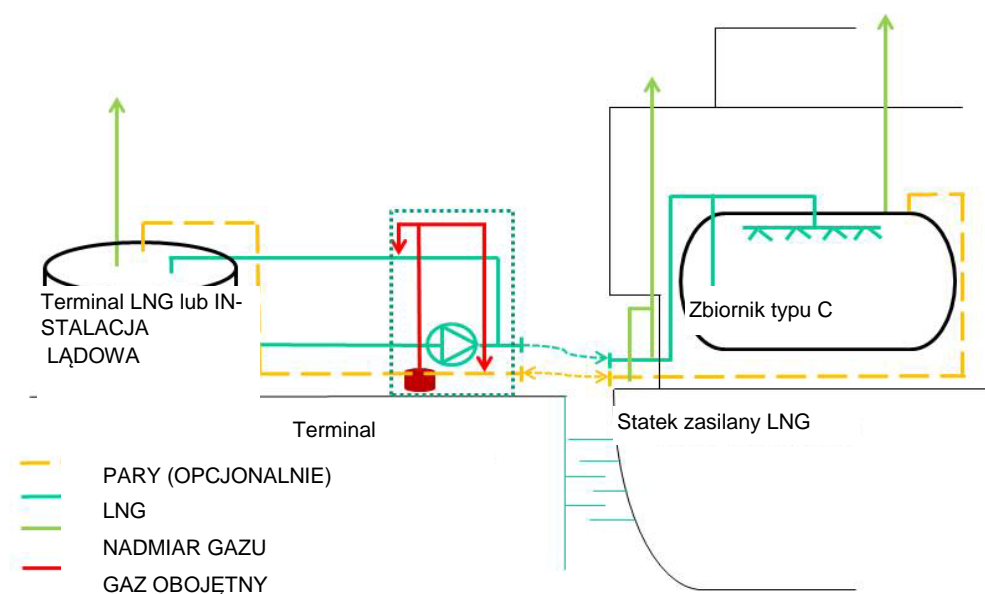 Terminal LNG lub IN-
STALACJA
LĄDOWA
Zbiornik typu C
Terminal
Statek zasilany LNG
PARY (OPCJONALNIE)
LNG
NADMIAR GAZU
GAZ OBOJĘTNY